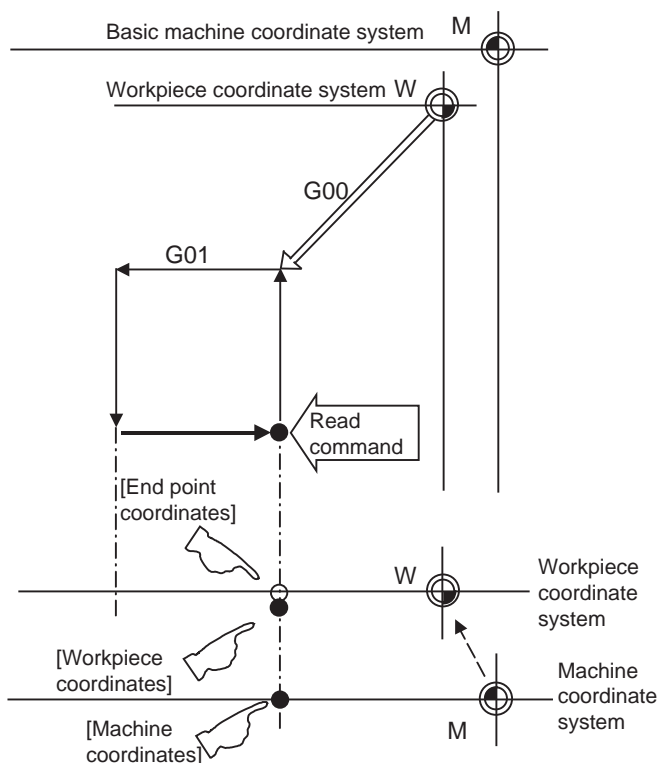 Basic machine coordinate system
M
Workpiece coordinate system
W
G00
G01
Read
command
[End point
coordinates]
W
Workpiece
coordinate
system
[Workpiece
coordinates]
Machine
coordinate
system
[Machine
coordinates]
M